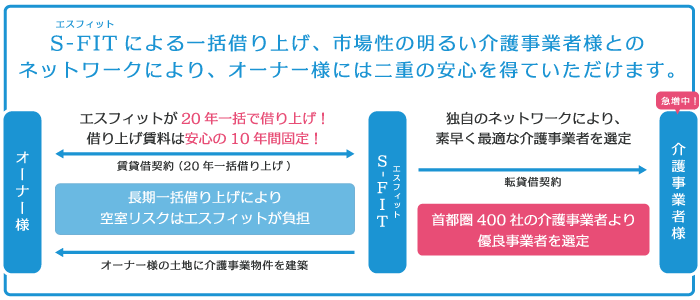 エスフィット
S-FITによる一括借り上げ、市場性の明るい介護事業者様との
ネットワークにより、オーナー様には二重の安心を得ていただけます。
オーナー様
エスフィットが20年一括で借り上げ！
借り上げ賃料は安心の10年間固定！
賃貸借契約（20年一括借り上げ）
長期一括借り上げにより
空室リスクはエスフィットが負担
オーナー様の土地に介護事業物件を建築
エスフィット
S-FIT
独自のネットワークにより、
素早く最適な介護事業者を選定
転貸借契約
首都圏400社の介護事業者より
優良事業者を選定
急増中！
介護事業者様